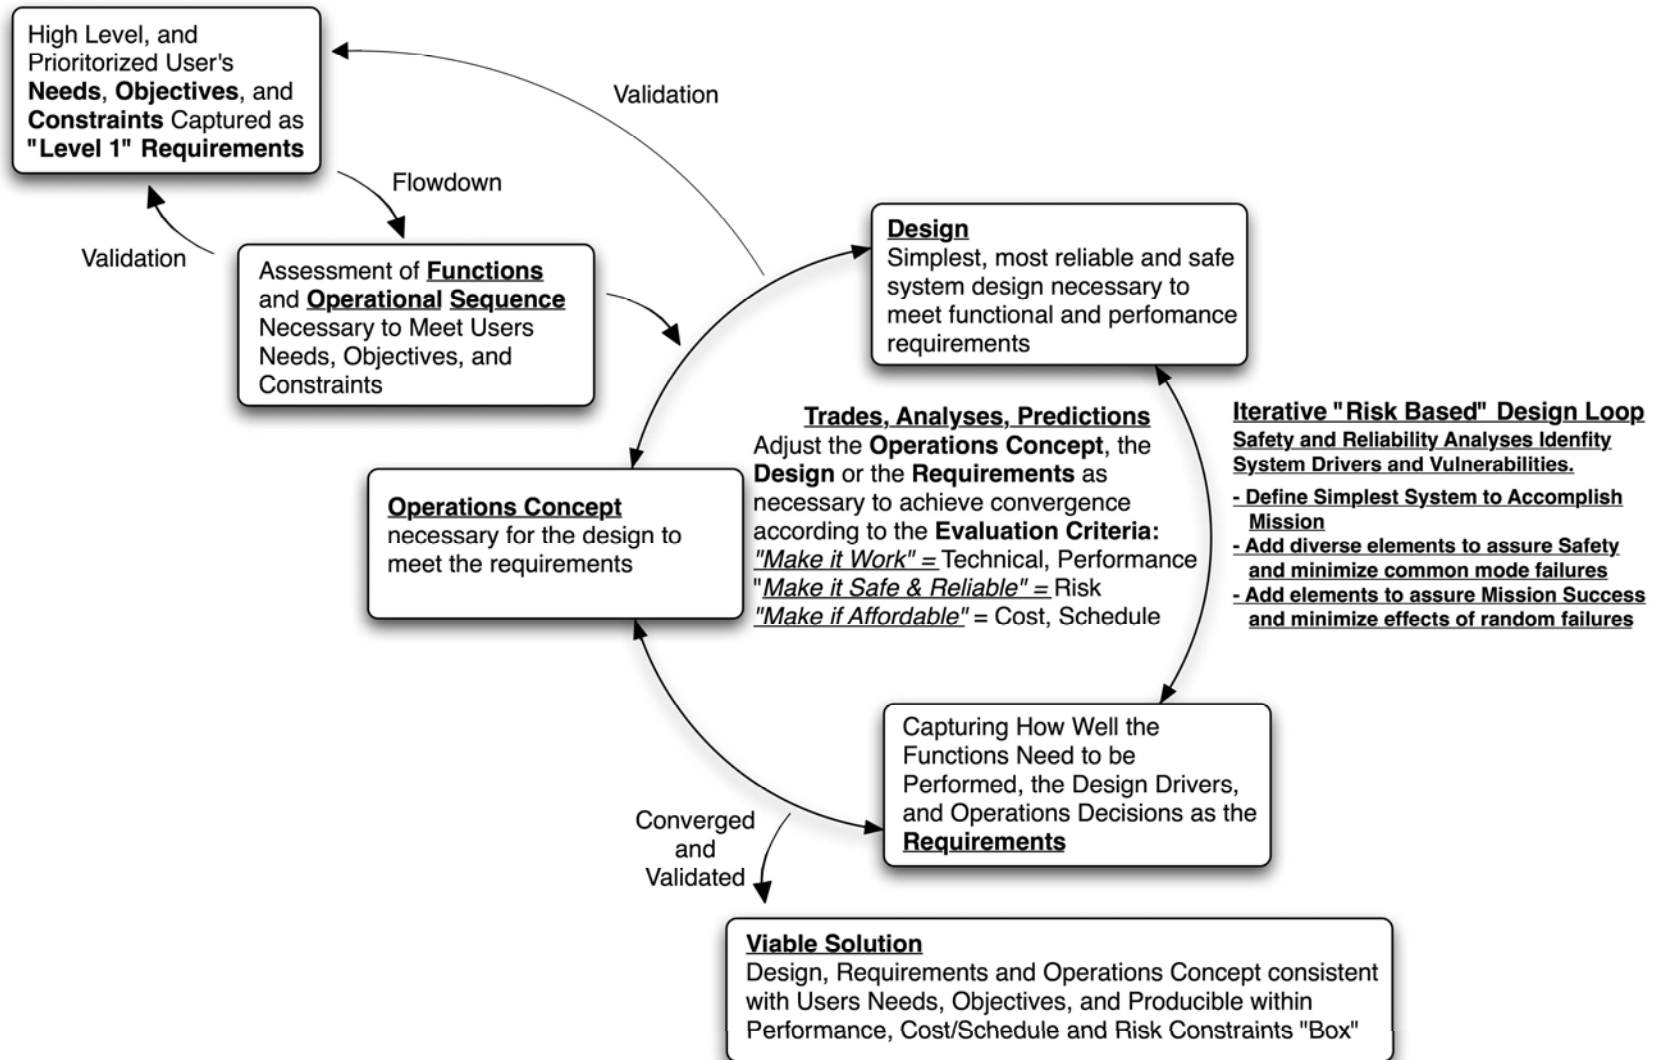 High Level, and
Prioritized User's
Needs, Objectives, and
Constraints Captured as
"Level 1" Requirements
Validation
Flowdown
Validation
Assessment of Functions
and Operational Sequence
Necessary to Meet Users
Needs, Objectives, and
Constraints
Design
Simplest, most reliable and safe
system design necessary to
meet functional and perfomance
requirements
Operations Concept
necessary for the design to
meet the requirements
Trades, Analyses, Predictions
Adjust the Operations Concept, the
Design or the Requirements as
necessary to achieve convergence
according to the Evaluation Criteria:
"Make it Work" = Technical, Performance
"Make it Safe & Reliable" = Risk
"Make if Affordable" = Cost, Schedule
Iterative "Risk Based" Design Loop
Safety and Reliability Analyses Idenfity
System Drivers and Vulnerabilities.
- Define Simplest System to Accomplish
Mission
- Add diverse elements to assure Safety
and minimize common mode failures
- Add elements to assure Mission Success
and minimize effects of random failures
Capturing How Well the
Functions Need to be
Performed, the Design Drivers,
and Operations Decisions as the
Requirements
Converged
and
Validated
Viable Solution
Design, Requirements and Operations Concept consistent
with Users Needs, Objectives, and Producible within
Performance, Cost/Schedule and Risk Constraints "Box"